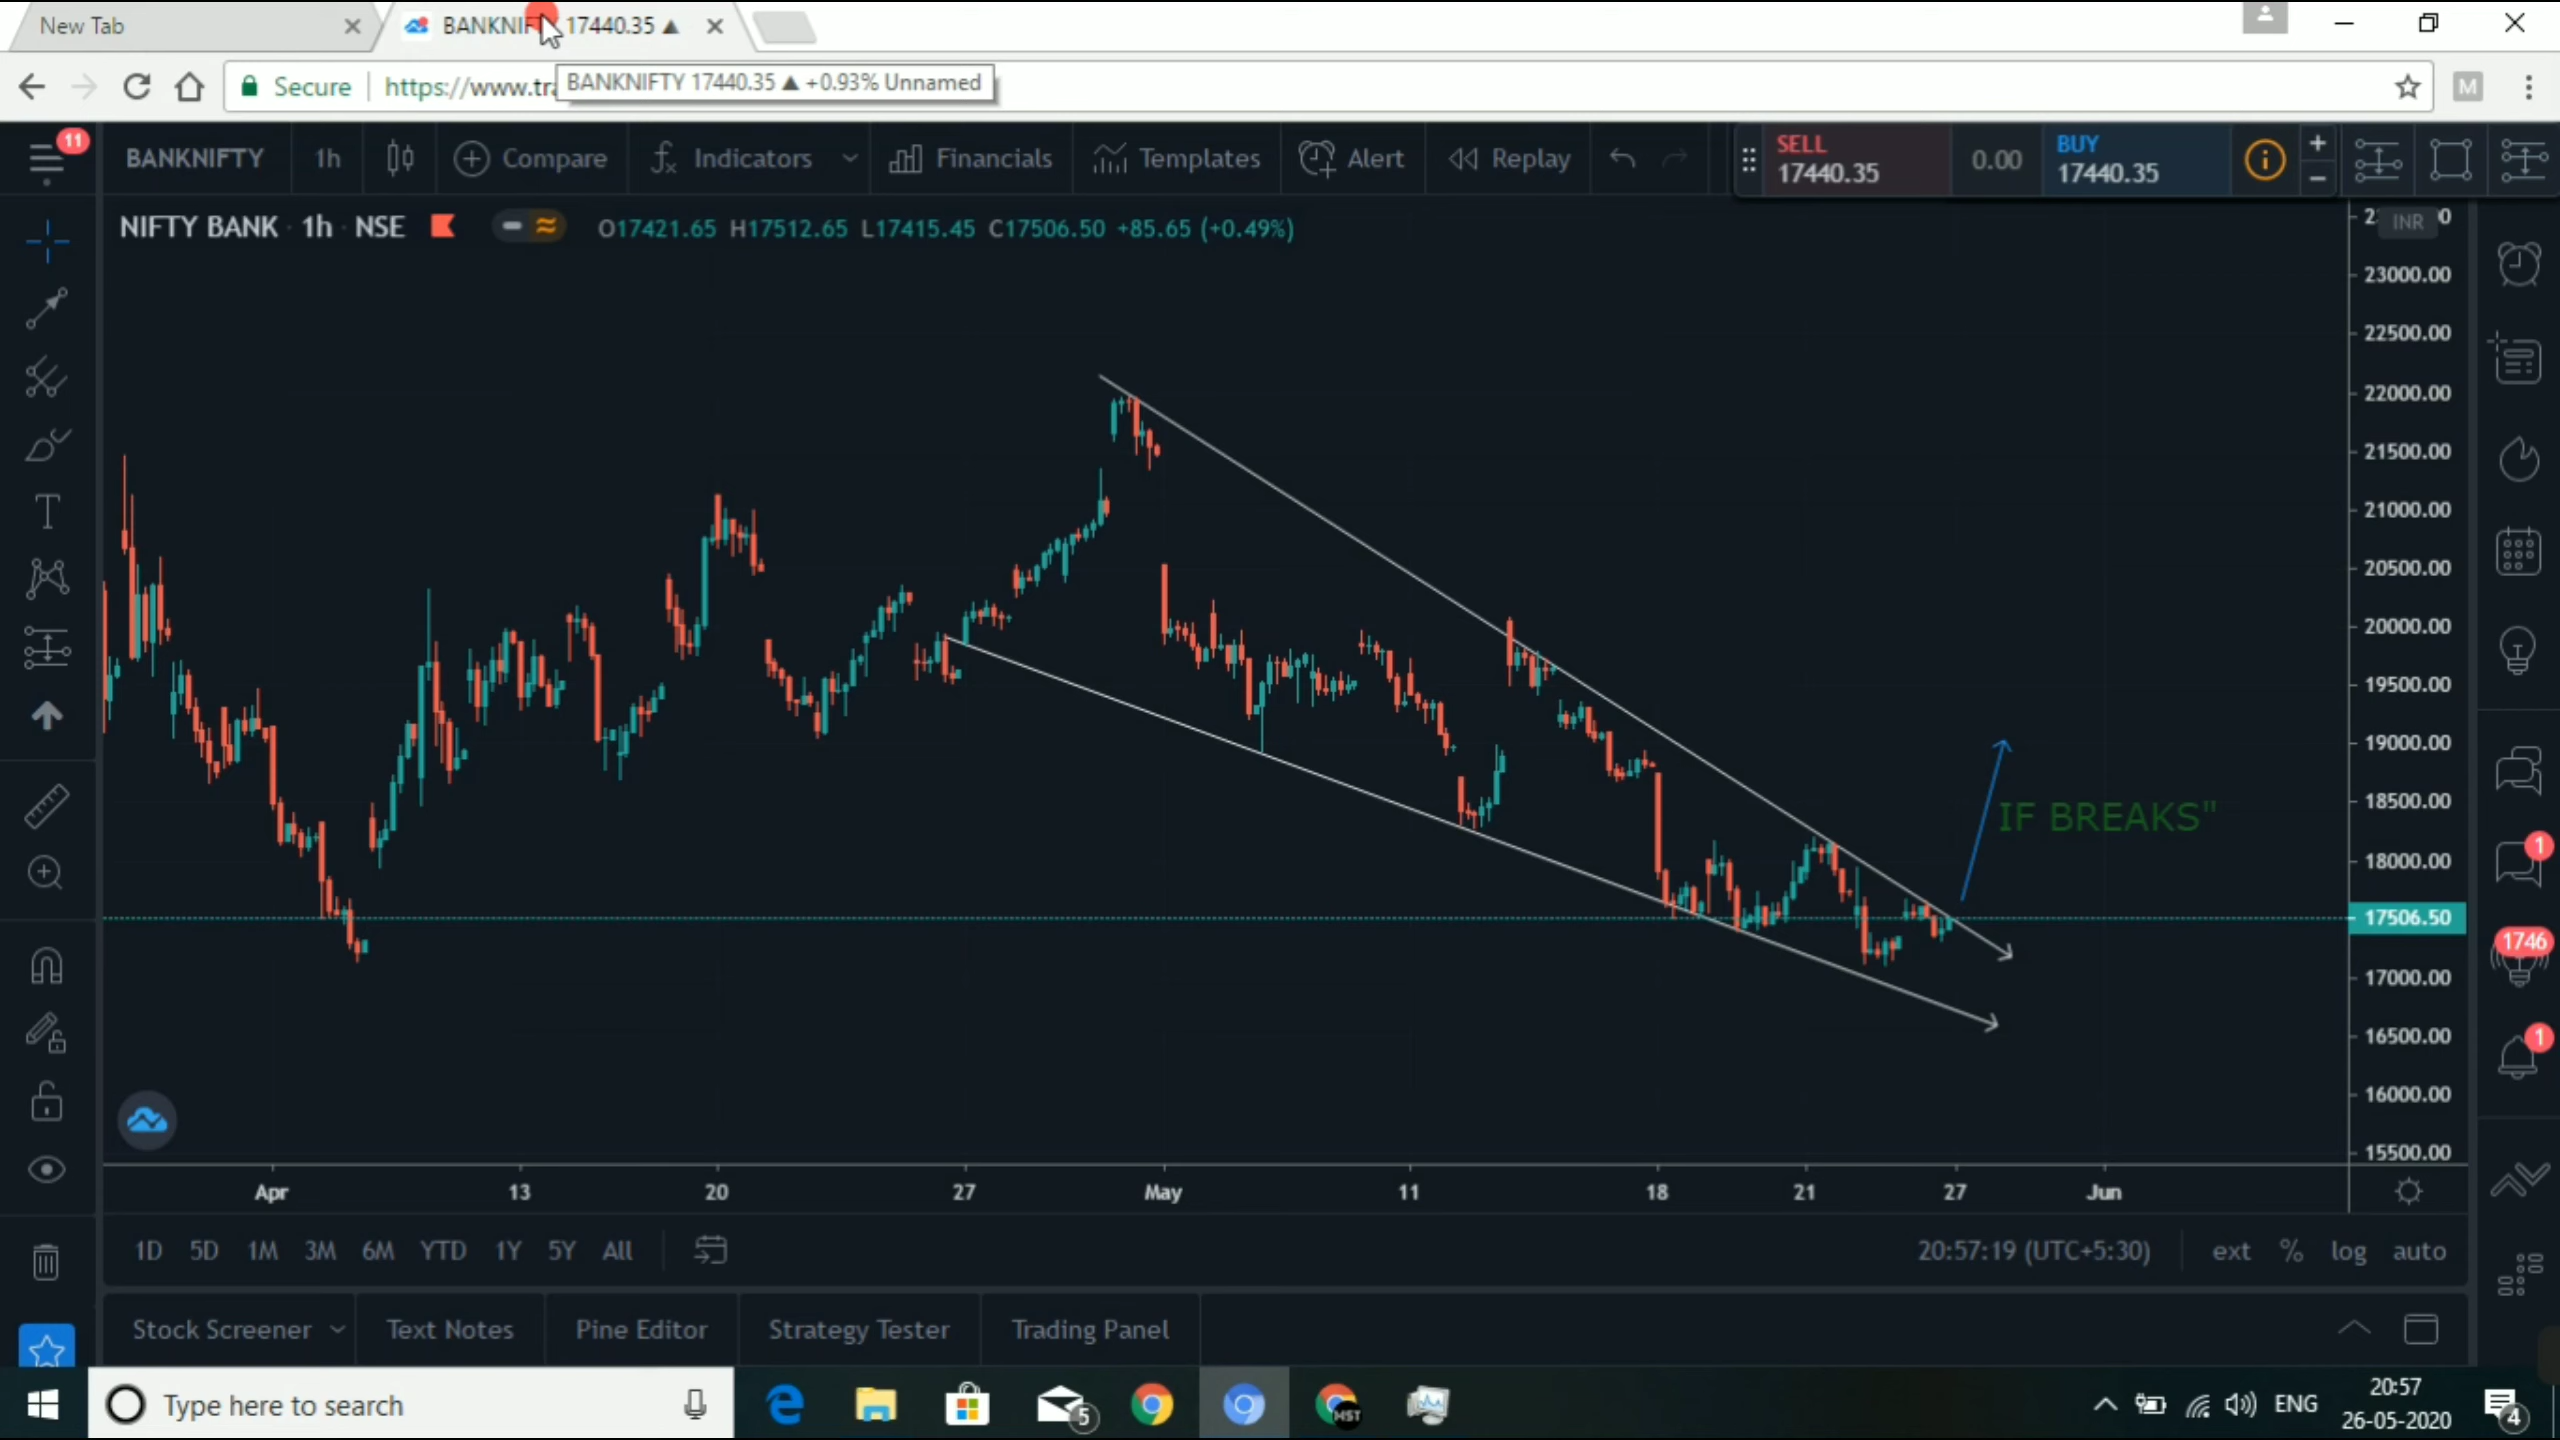 New Tab
BANKNIF 17440.35 ▲
Secure https://www.tra
BANKNIFTY 17440.35 ▲ +0.93% Unnamed
M
11
BANKNIFTY 1h Compare Indicators Financials Templates Alert Replay
SELL
17440.35
0.00
BUY
17440.35
NIFTY BANK · 1h · NSE O17421.65 H17512.65 L17415.45 C17506.50 +85.65 (+0.49%)
INR
23000.00
22500.00
22000.00
21500.00
21000.00
20500.00
20000.00
19500.00
19000.00
18500.00
18000.00
17506.50
17000.00
16500.00
16000.00
15500.00
IF BREAKS"
1
1746
1
Apr 13 20 27 May 11 18 21 27 Jun
1D 5D 1M 3M 6M YTD 1Y 5Y All
20:57:19 (UTC+5:30) ext % log auto
Stock Screener Text Notes Pine Editor Strategy Tester Trading Panel
Type here to search
5
MST
ENG
20:57
26-05-2020
4